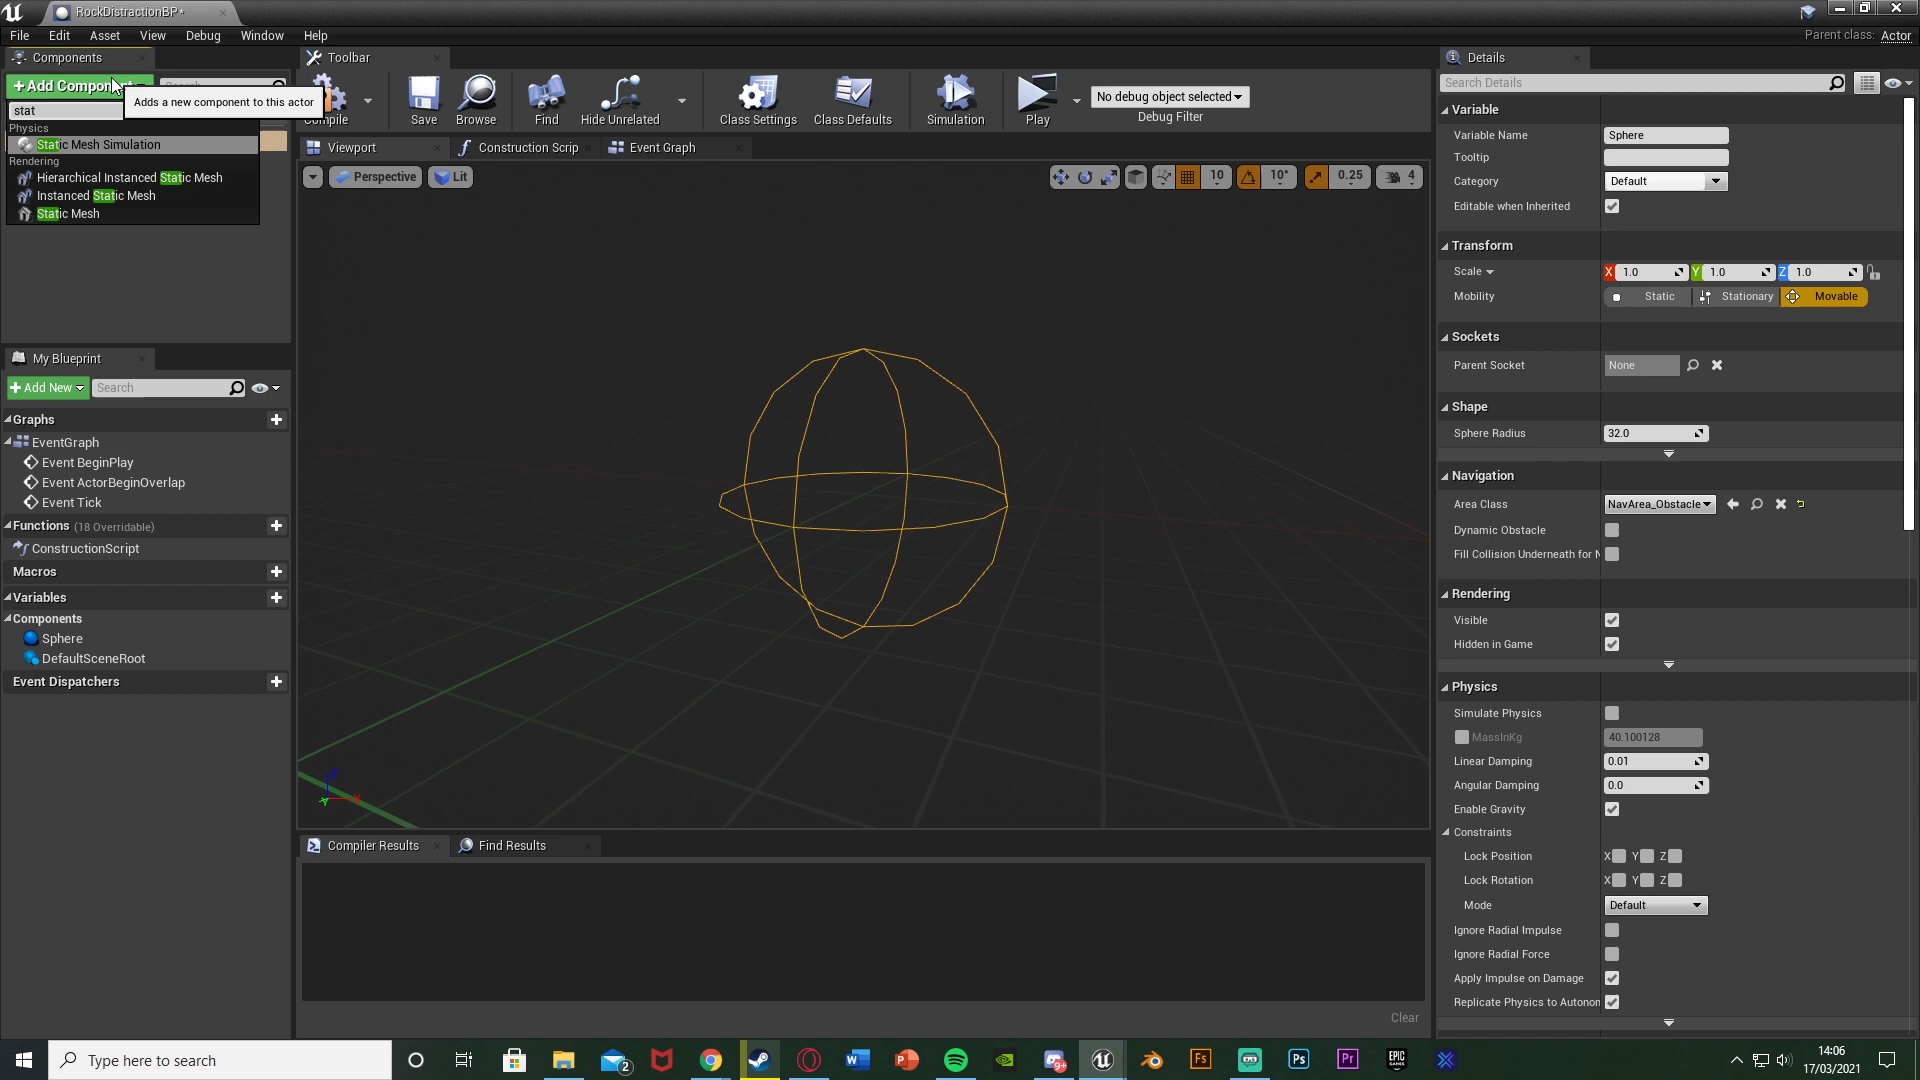 RockDistractionBP*
File Edit Asset View Debug Window Help
Parent class: Actor
Components
+Add Compon
stat
Adds a new component to this actor
Physics
Static Mesh Simulation
Rendering
Hierarchical Instanced Static Mesh
Instanced Static Mesh
Static Mesh
My Blueprint
+Add New
Search
Graphs
EventGraph
Event BeginPlay
Event ActorBeginOverlap
Event Tick
Functions (18 Overridable)
ConstructionScript
Macros
Variables
Components
Sphere
DefaultSceneRoot
Event Dispatchers
Toolbar
Compile Save Browse Find Hide Unrelated Class Settings Class Defaults Simulation Play
No debug object selected
Debug Filter
Viewport Construction Scrip Event Graph
Perspective Lit
10 10° 0.25 4
Z
Y X
Compiler Results Find Results
Clear
Details
Search Details
Variable
Variable Name Sphere
Tooltip
Category Default
Editable when Inherited
Transform
Scale X 1.0 Y 1.0 Z 1.0
Mobility Static Stationary Movable
Sockets
Parent Socket None
Shape
Sphere Radius 32.0
Navigation
Area Class NavArea_Obstacle
Dynamic Obstacle
Fill Collision Underneath for N
Rendering
Visible
Hidden in Game
Physics
Simulate Physics
MassInKg 40.100128
Linear Damping 0.01
Angular Damping 0.0
Enable Gravity
Constraints
Lock Position X Y Z
Lock Rotation X Y Z
Mode Default
Ignore Radial Impulse
Ignore Radial Force
Apply Impulse on Damage
Replicate Physics to Autonom
Type here to search
2
W
P
9+
Fs
Ps
Pr
EPIC GAMES
14:06
17/03/2021